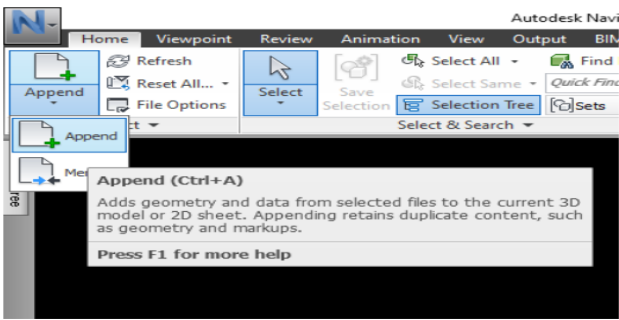 Autodesk Navi
Home Viewpoint Review Animation View Output BIM
Append
Refresh
Reset All...
File Options
Select
Save Selection
Select All
Select Same
Selection Tree
Find
Quick Find
Sets
Select & Search
Append
Append (Ctrl+A)
Adds geometry and data from selected files to the current 3D
model or 2D sheet. Appending retains duplicate content, such
as geometry and markups.
Press F1 for more help